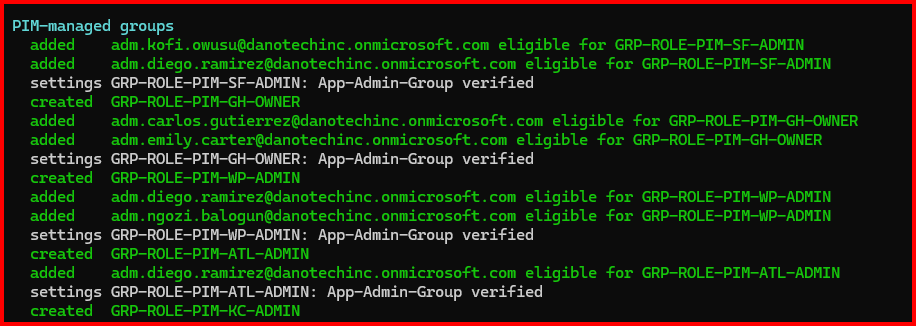 PIM-managed groups
added adm.kofi.owusu@danotechinc.onmicrosoft.com eligible for GRP-ROLE-PIM-SF-ADMIN
added adm.diego.ramirez@danotechinc.onmicrosoft.com eligible for GRP-ROLE-PIM-SF-ADMIN
settings GRP-ROLE-PIM-SF-ADMIN: App-Admin-Group verified
created GRP-ROLE-PIM-GH-OWNER
added adm.carlos.gutierrez@danotechinc.onmicrosoft.com eligible for GRP-ROLE-PIM-GH-OWNER
added adm.emily.carter@danotechinc.onmicrosoft.com eligible for GRP-ROLE-PIM-GH-OWNER
settings GRP-ROLE-PIM-GH-OWNER: App-Admin-Group verified
created GRP-ROLE-PIM-WP-ADMIN
added adm.diego.ramirez@danotechinc.onmicrosoft.com eligible for GRP-ROLE-PIM-WP-ADMIN
added adm.ngozi.balogun@danotechinc.onmicrosoft.com eligible for GRP-ROLE-PIM-WP-ADMIN
settings GRP-ROLE-PIM-WP-ADMIN: App-Admin-Group verified
created GRP-ROLE-PIM-ATL-ADMIN
added adm.diego.ramirez@danotechinc.onmicrosoft.com eligible for GRP-ROLE-PIM-ATL-ADMIN
settings GRP-ROLE-PIM-ATL-ADMIN: App-Admin-Group verified
created GRP-ROLE-PIM-KC-ADMIN